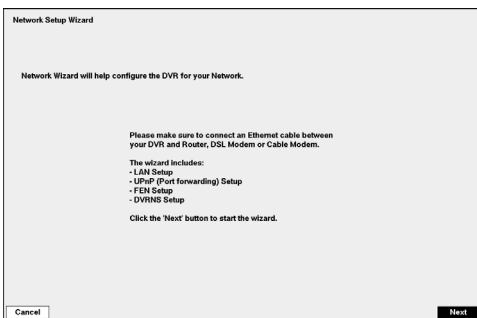 Network Setup Wizard
Network Wizard will help configure the DVR for your Network.
Please make sure to connect an Ethernet cable between
your DVR and Router, DSL Modem or Cable Modem.
The wizard includes:
- LAN Setup
- UPnP (Port forwarding) Setup
- FEN Setup
- DVRNS Setup
Click the 'Next' button to start the wizard.
Cancel
Next